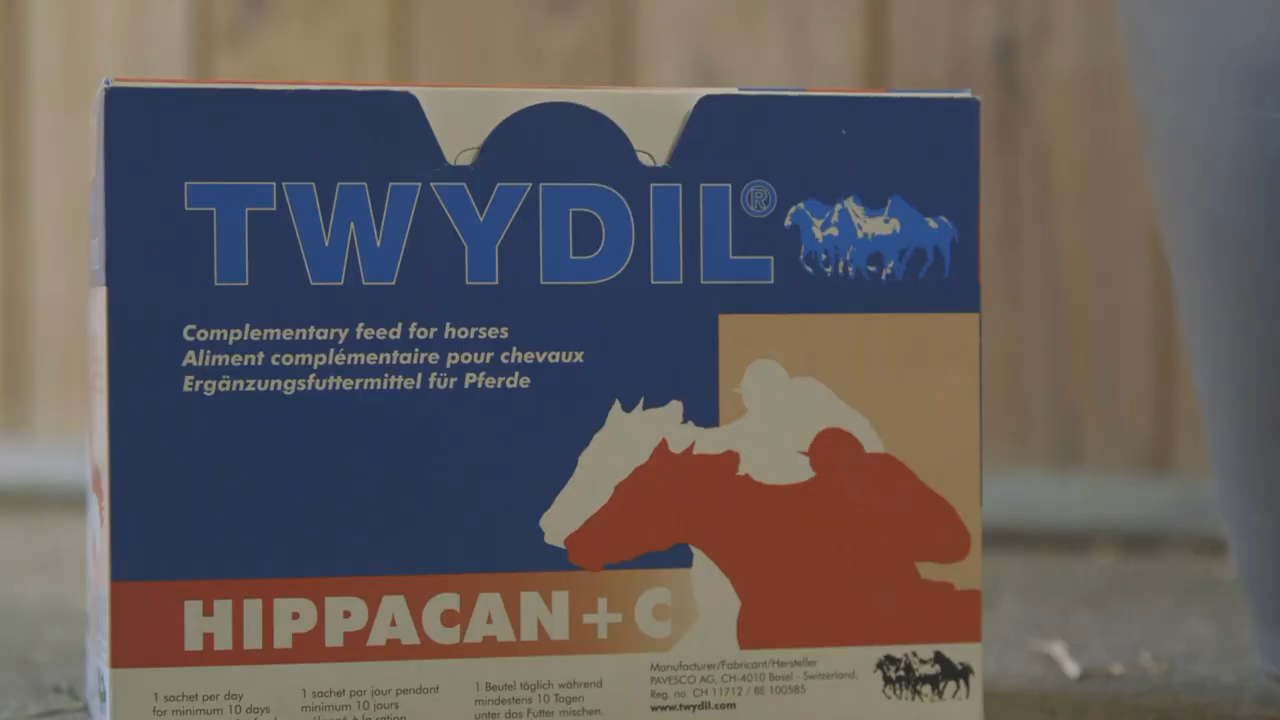 TWYDIL®
Complementary feed for horses
Aliment complémentaire pour chevaux
Ergänzungsfuttermittel für Pferde
HIPPACAN+C
1 sachet per day
for minimum 10 days
1 sachet par jour pendant
minimum 10 jours
1 Beutel täglich während
mindestens 10 Tagen
unter das Futter mischen.
Manufacturer/Fabricant/Hersteller
PAVESCO AG, CH-4010 Basel - Switzerland,
Reg. no. CH 11712 / BE 100585
www.twydil.com